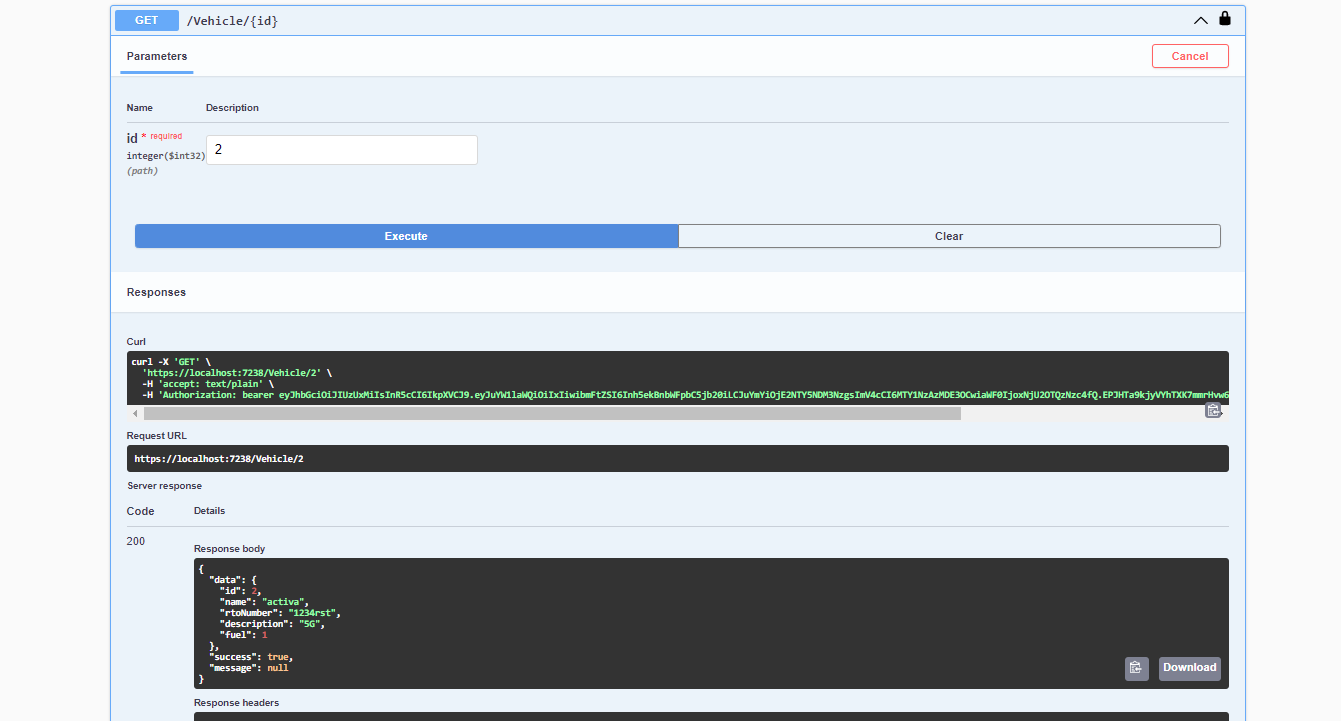 GET /Vehicle/{id}
Parameters
Cancel
Name Description
id * required
integer($int32)
(path)
2
Execute Clear
Responses
Curl
curl -X 'GET' \
'https://localhost:7238/Vehicle/2' \
-H 'accept: text/plain' \
-H 'Authorization: bearer
Request URL
https://localhost:7238/Vehicle/2
Server response
Code Details
200
Response body
{
"data": {
"id": 2,
"name": "activa",
"rtoNumber": "1234rst",
"description": "5G",
"fuel": 1
},
"success": true,
"message": null
}
Download
Response headers